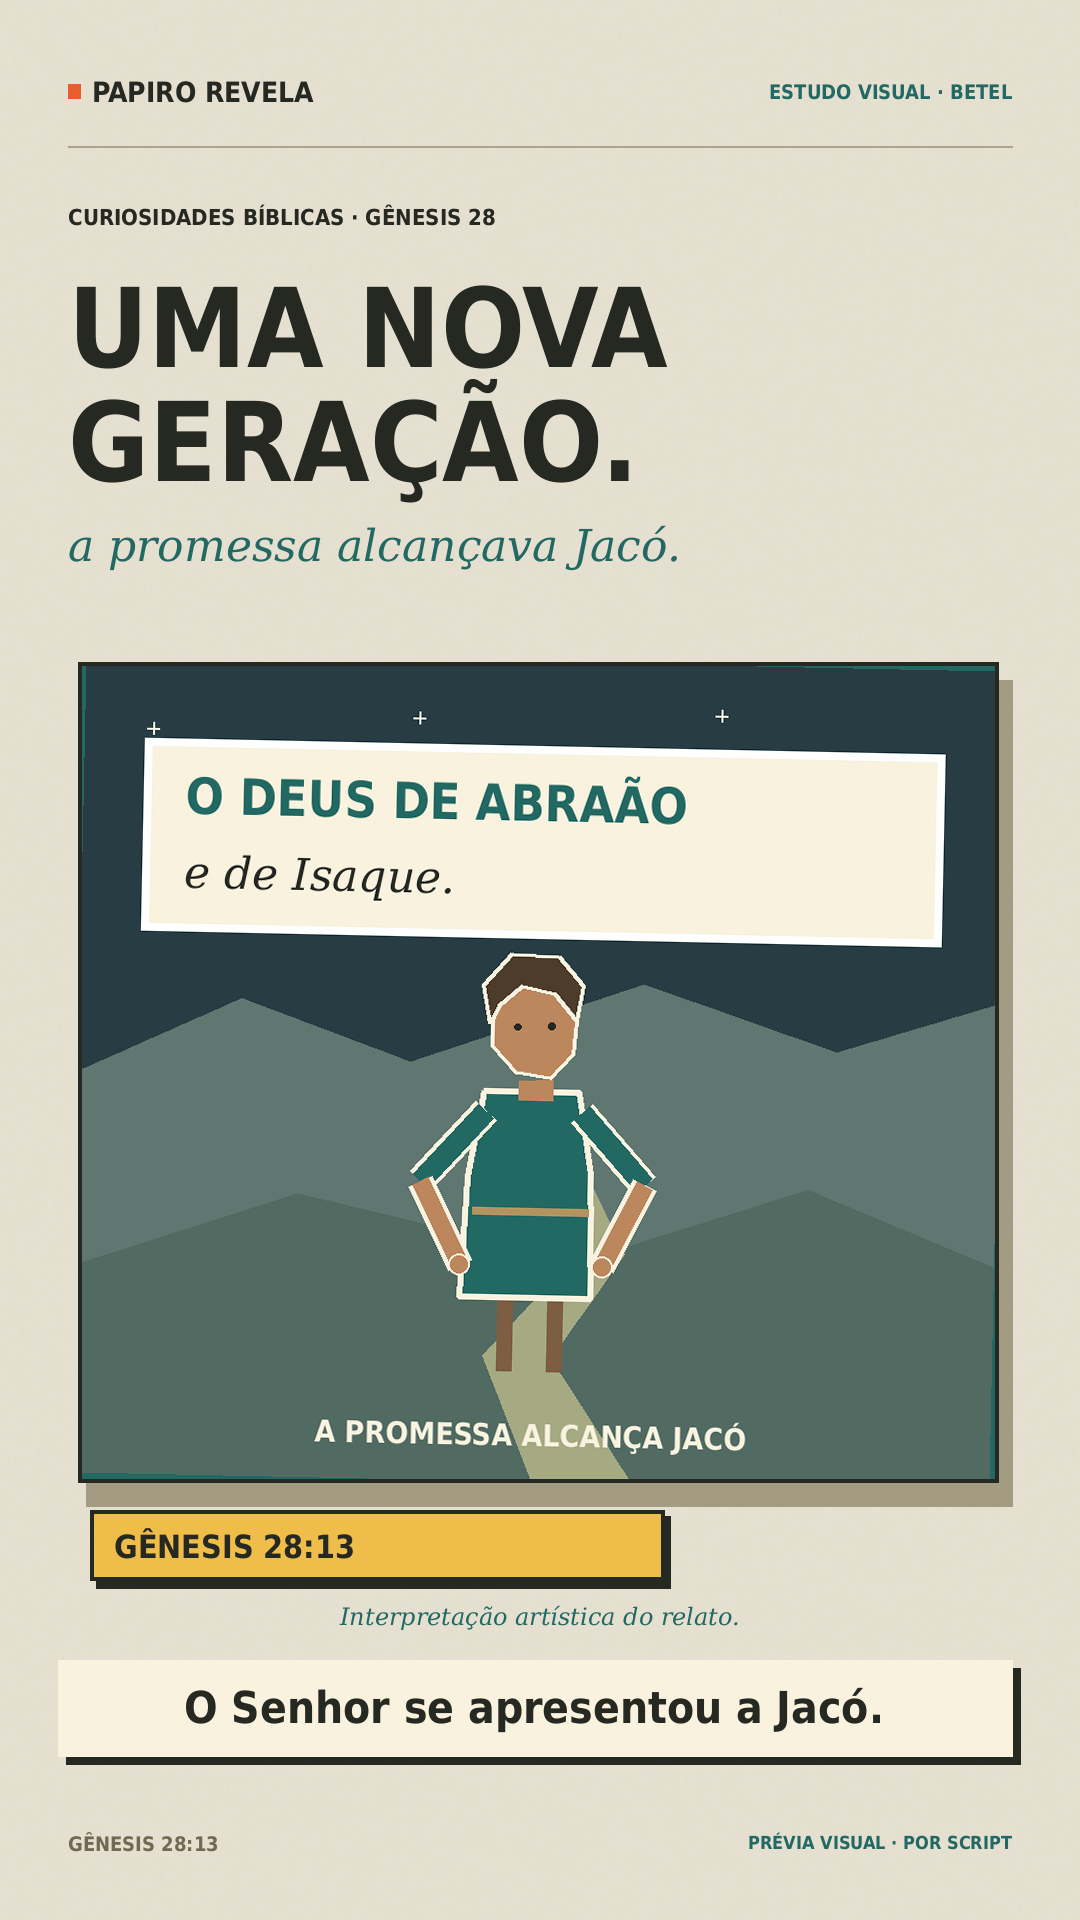 PAPIRO REVELA
ESTUDO VISUAL · BETEL
CURIOSIDADES BÍBLICAS · GÊNESIS 28
UMA NOVA
GERAÇÃO.
a promessa alcançava Jacó.
O DEUS DE ABRAÃO
e de Isaque.
A PROMESSA ALCANÇA JACÓ
GÊNESIS 28:13
Interpretação artística do relato.
O Senhor se apresentou a Jacó.
GÊNESIS 28:13
PRÉVIA VISUAL · POR SCRIPT